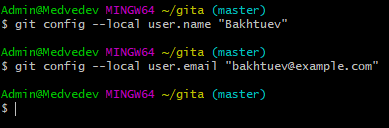 Admin@Medvedev MINGW64 ~/gita (master)
$ git config --local user.name "Bakhtuev"
Admin@Medvedev MINGW64 ~/gita (master)
$ git config --local user.email "bakhtuev@example.com"
Admin@Medvedev MINGW64 ~/gita (master)
$